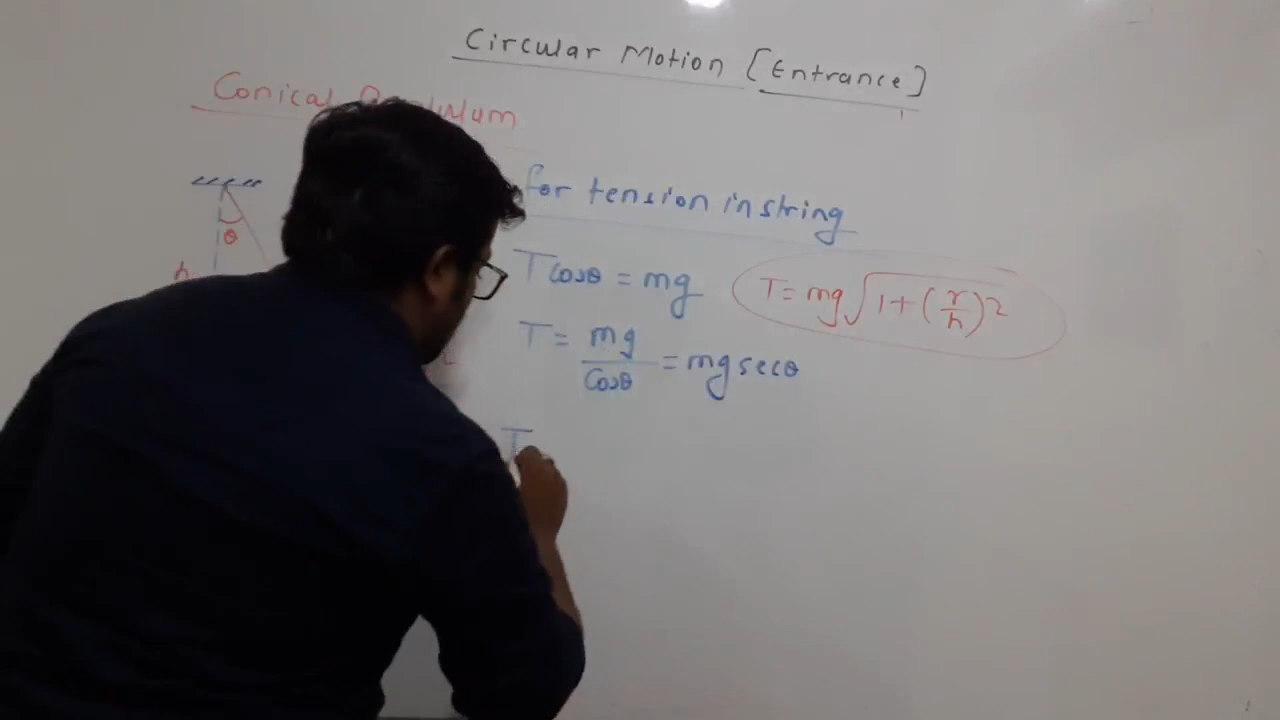 Circular Motion [Entrance]
Conical
for tension in string
θ
h
T cosθ = mg
T = mg√1+(r/h)2
T = mg/cosθ = mg secθ
T